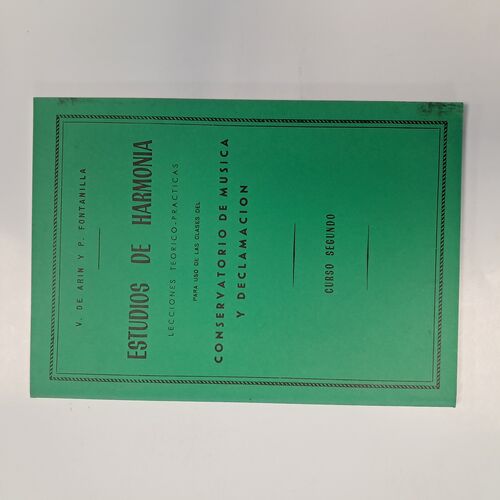 V. DE ARIN Y P. FONTANILLA
ESTUDIOS DE HARMONIA
LECCIONES TEORICO-PRACTICAS
PARA USO DE LAS CLASES DEL
CONSERVATORIO DE MUSICA
Y DECLAMACION
CURSO SEGUNDO